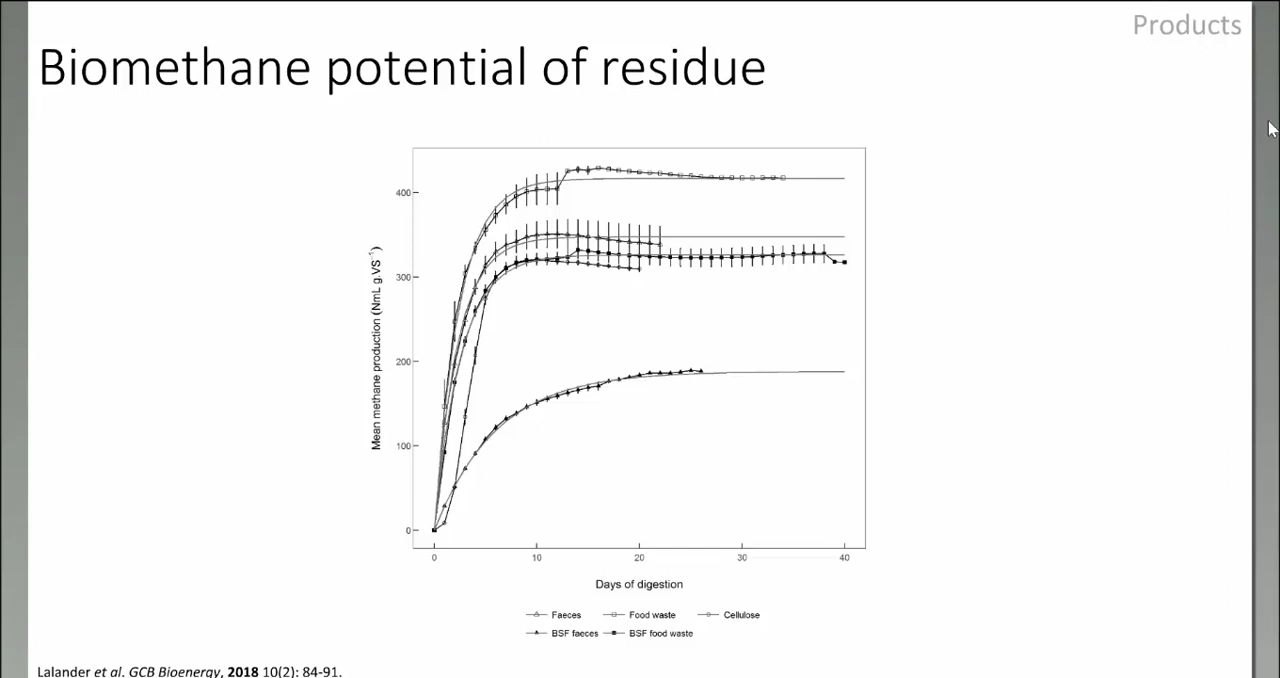 Products
Biomethane potential of residue
Mean methane production (NmL g.VS⁻¹)
400
300
200
100
0
0 10 20 30 40
Days of digestion
Faeces Food waste Cellulose
BSF faeces BSF food waste
Lalander et al. GCB Bioenergy, 2018 10(2): 84-91.